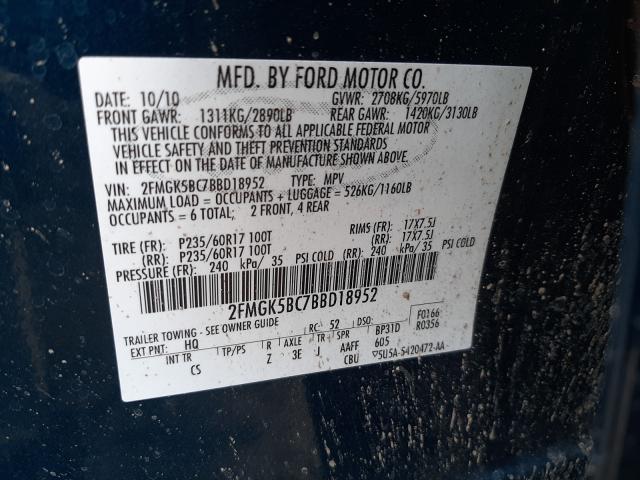 MFD. BY FORD MOTOR CO.
DATE: 10/10 GVWR: 2708KG/5970LB
FRONT GAWR: 1311KG/2890LB REAR GAWR: 1420KG/3130LB
THIS VEHICLE CONFORMS TO ALL APPLICABLE FEDERAL MOTOR
VEHICLE SAFETY AND THEFT PREVENTION STANDARDS
IN EFFECT ON THE DATE OF MANUFACTURE SHOWN ABOVE.
VIN: 2FMGK5BC7BBD18952 TYPE: MPV
MAXIMUM LOAD = OCCUPANTS + LUGGAGE = 526KG/1160LB
OCCUPANTS = 6 TOTAL; 2 FRONT, 4 REAR
TIRE (FR): P235/60R17 100T RIMS (FR): 17X7.5J
(RR): P235/60R17 100T (RR): 17X7.5J
PRESSURE (FR): 240 kPa/ 35 PSI COLD (RR): 240 kPa/ 35 PSI COLD
2FMGK5BC7BBD18952
TRAILER TOWING - SEE OWNER GUIDE RC: 52 DSO: F0166
EXT PNT: HQ BP31D R0356
INT TR TP/PS R AXLE TR SPR 605
CS Z 3E J AAFF
CBU ▽5U5A-5420472-AA